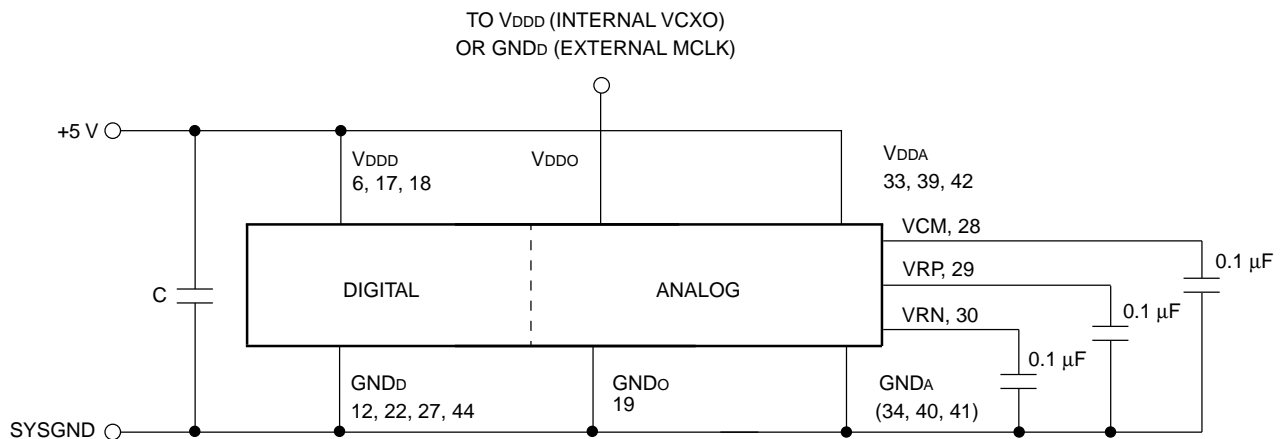 TO VDDD (INTERNAL VCXO)
OR GNDD (EXTERNAL MCLK)
+5 V
VDDD
6, 17, 18
VDDO
VDDA
33, 39, 42
VCM, 28
0.1 μF
VRP, 29
0.1 μF
VRN, 30
0.1 μF
C
DIGITAL
ANALOG
GNDD
12, 22, 27, 44
GNDO
19
GNDA
(34, 40, 41)
SYSGND